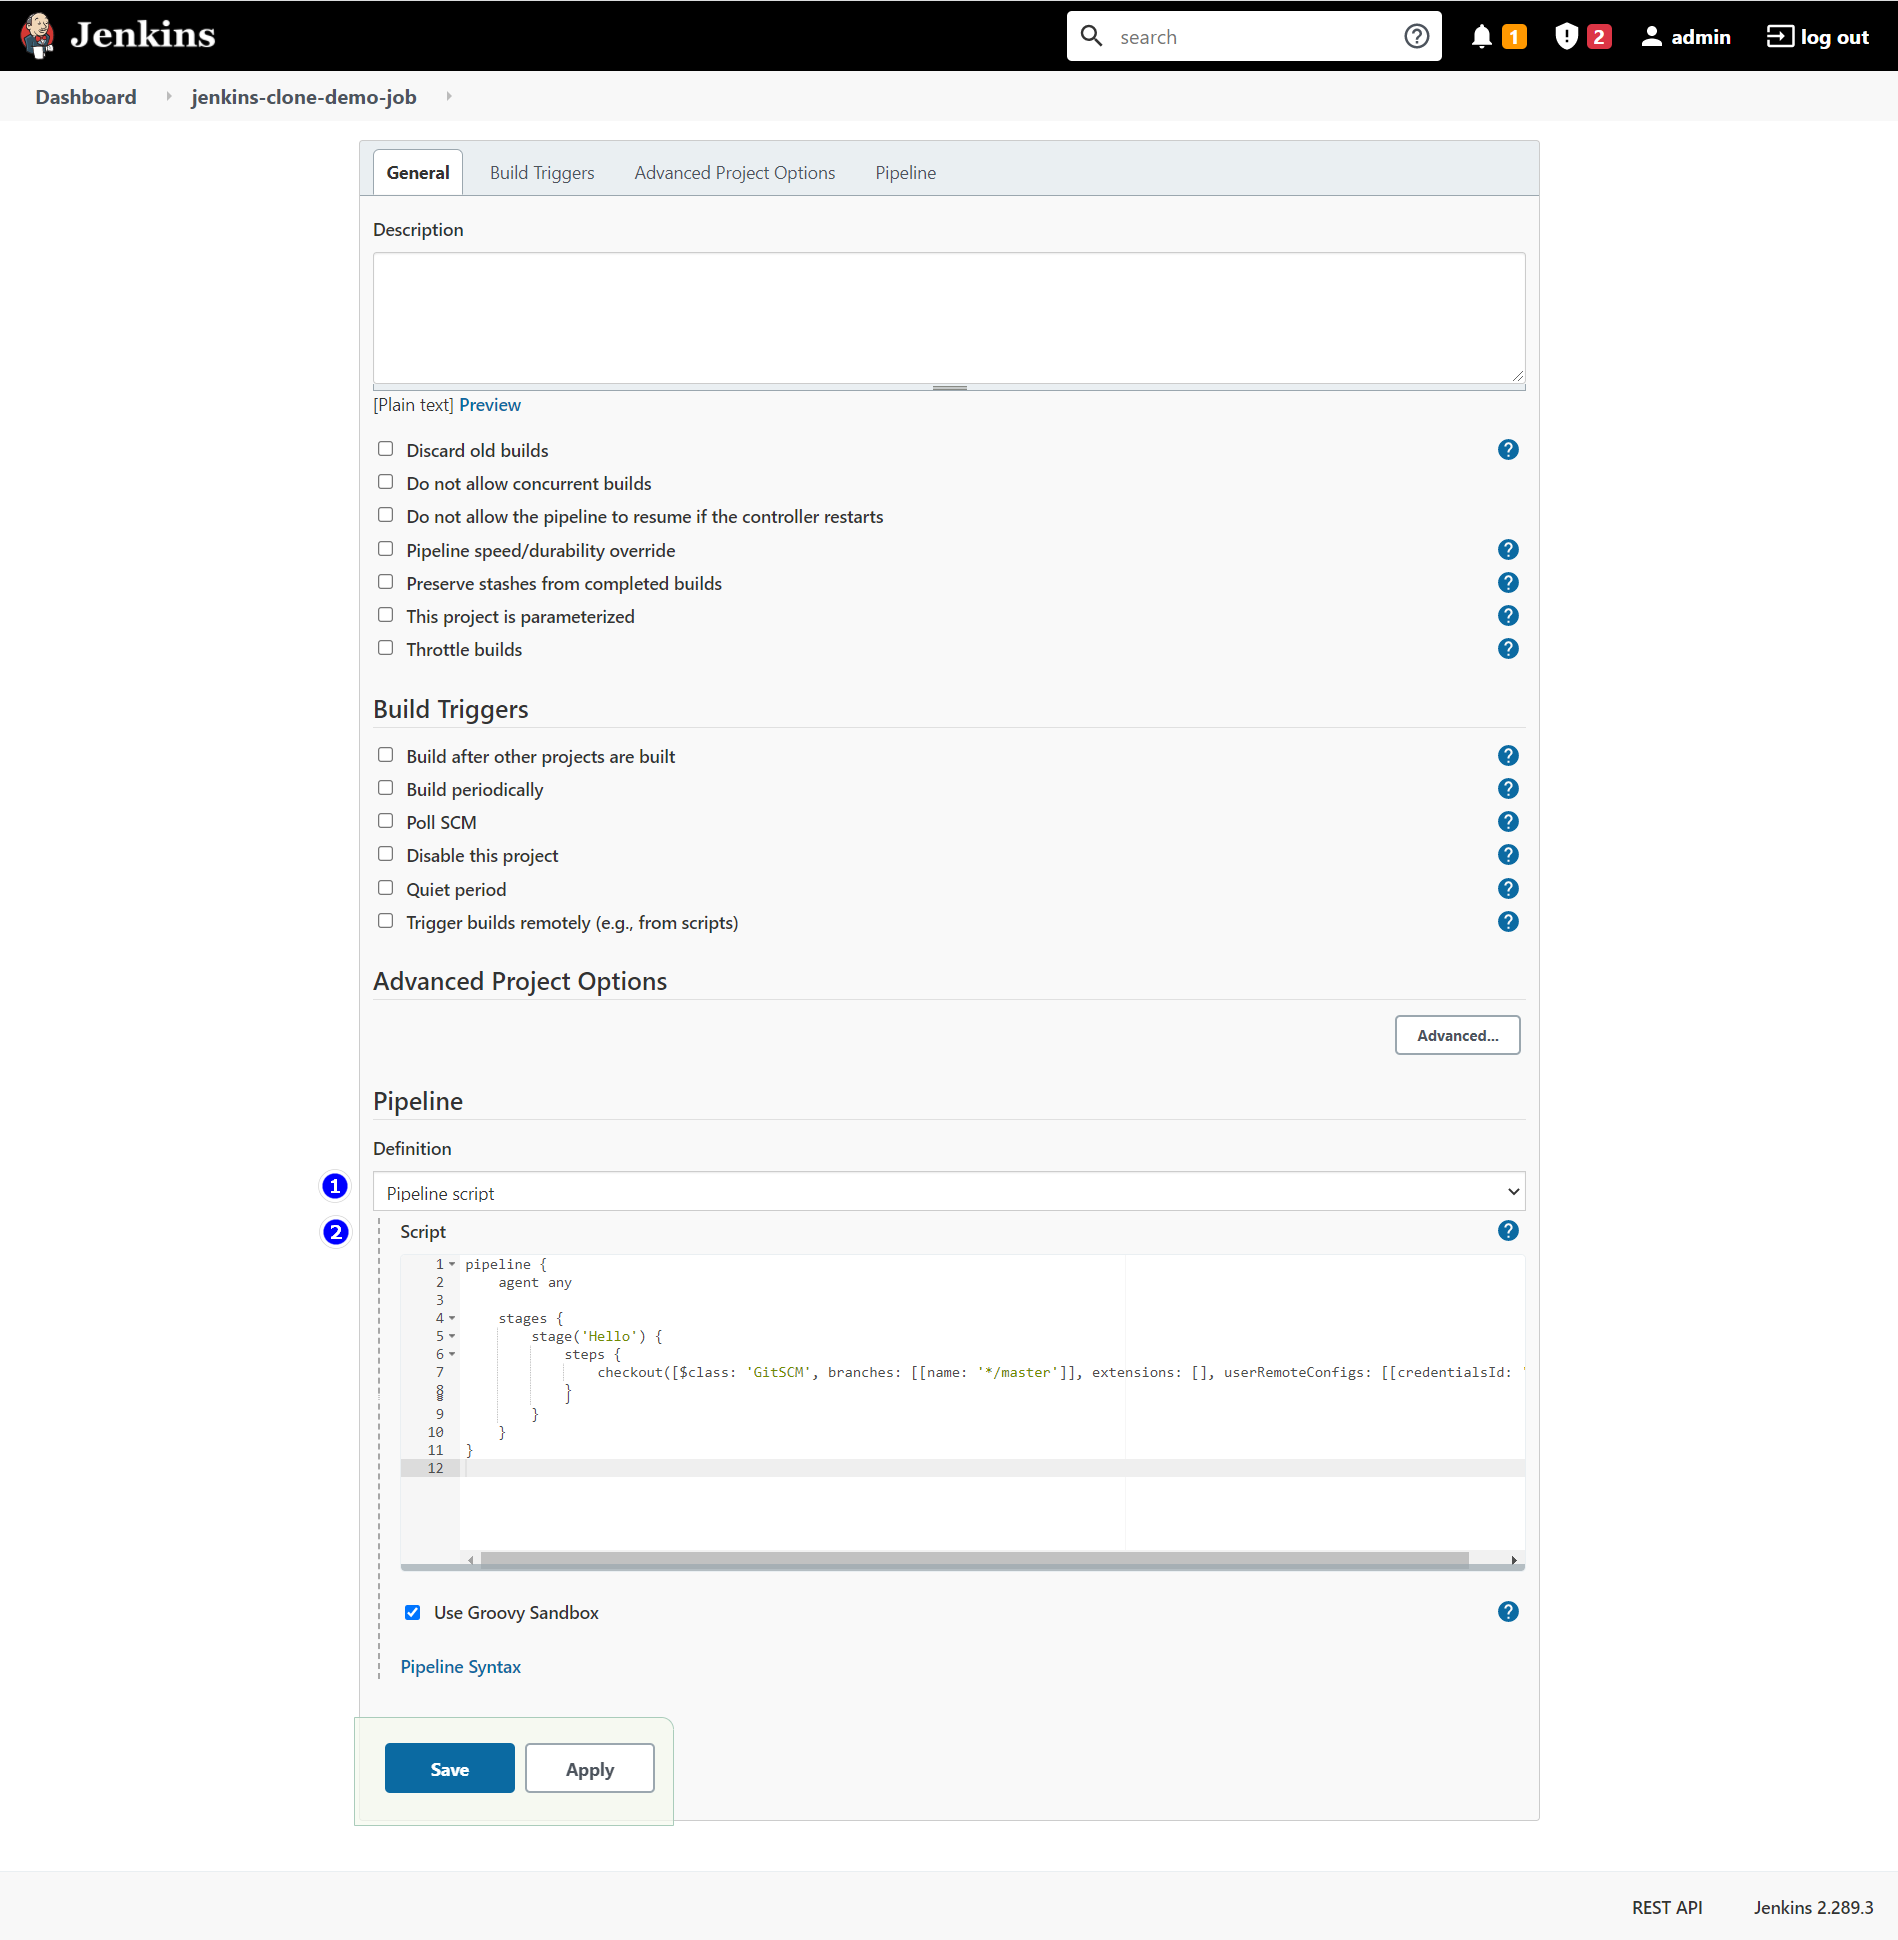 Jenkins
search
1
2
admin
log out
Dashboard
jenkins-clone-demo-job
General
Build Triggers
Advanced Project Options
Pipeline
Description
[Plain text] Preview
Discard old builds
Do not allow concurrent builds
Do not allow the pipeline to resume if the controller restarts
Pipeline speed/durability override
Preserve stashes from completed builds
This project is parameterized
Throttle builds
Build Triggers
Build after other projects are built
Build periodically
Poll SCM
Disable this project
Quiet period
Trigger builds remotely (e.g., from scripts)
Advanced Project Options
Advanced...
Pipeline
Definition
1
Pipeline script
2
Script
1 pipeline {
2     agent any
3
4     stages {
5         stage('Hello') {
6             steps {
7                 checkout([$class: 'GitSCM', branches: [[name: '*/master']], extensions: [], userRemoteConfigs: [[credentialsId: '
8             }
9         }
10     }
11 }
12
Use Groovy Sandbox
Pipeline Syntax
Save
Apply
REST API
Jenkins 2.289.3